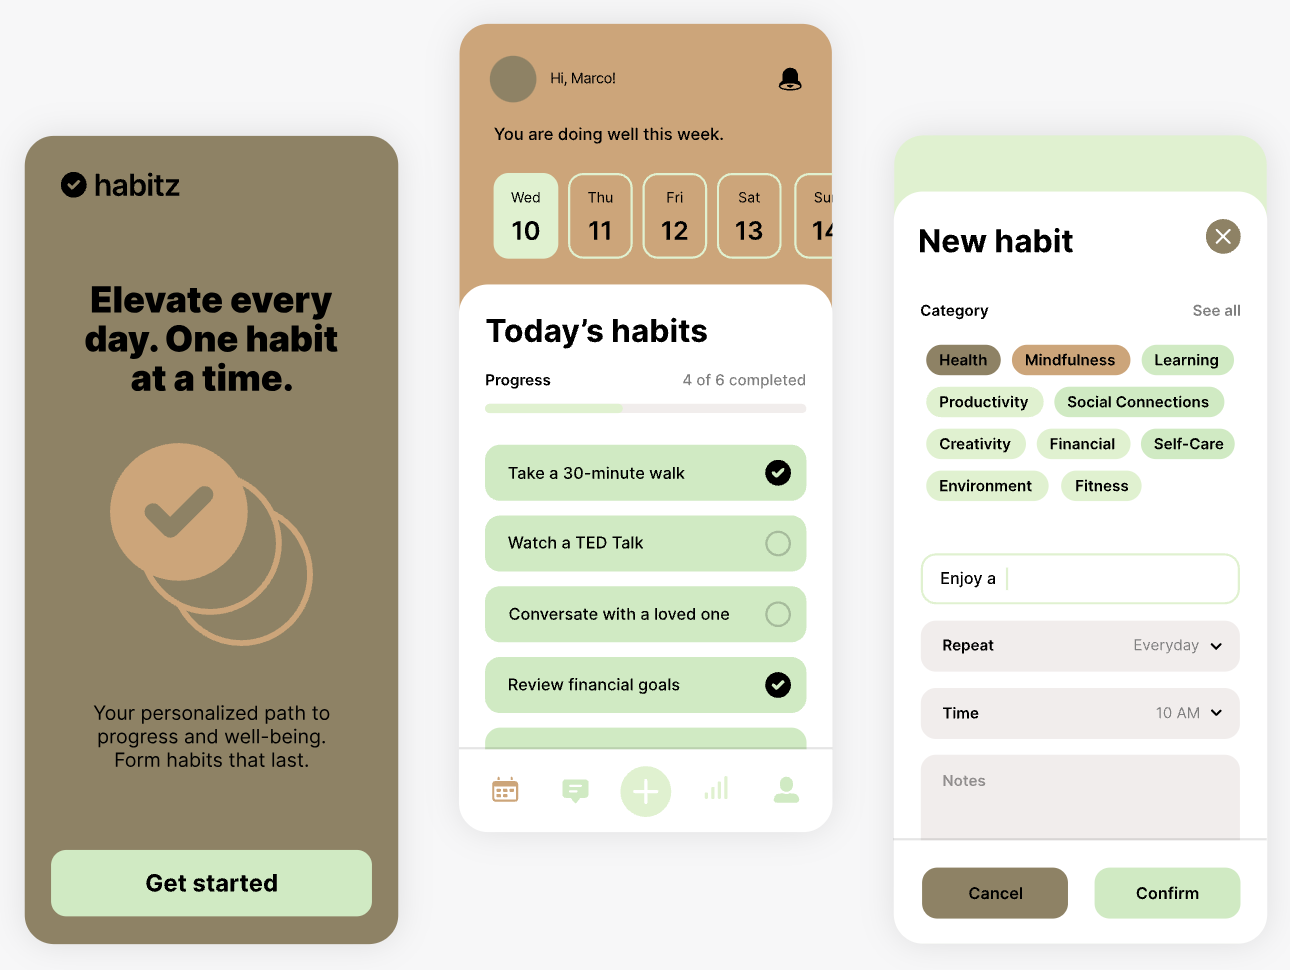 habitz
Elevate every
day. One habit
at a time.
Your personalized path to
progress and well-being.
Form habits that last.
Get started
Hi, Marco!
You are doing well this week.
Wed Thu Fri Sat Su
10 11 12 13 14
Today’s habits
Progress 4 of 6 completed
Take a 30-minute walk
Watch a TED Talk
Conversate with a loved one
Review financial goals
New habit
Category See all
Health Mindfulness Learning
Productivity Social Connections
Creativity Financial Self-Care
Environment Fitness
Enjoy a
Repeat Everyday
Time 10 AM
Notes
Cancel Confirm